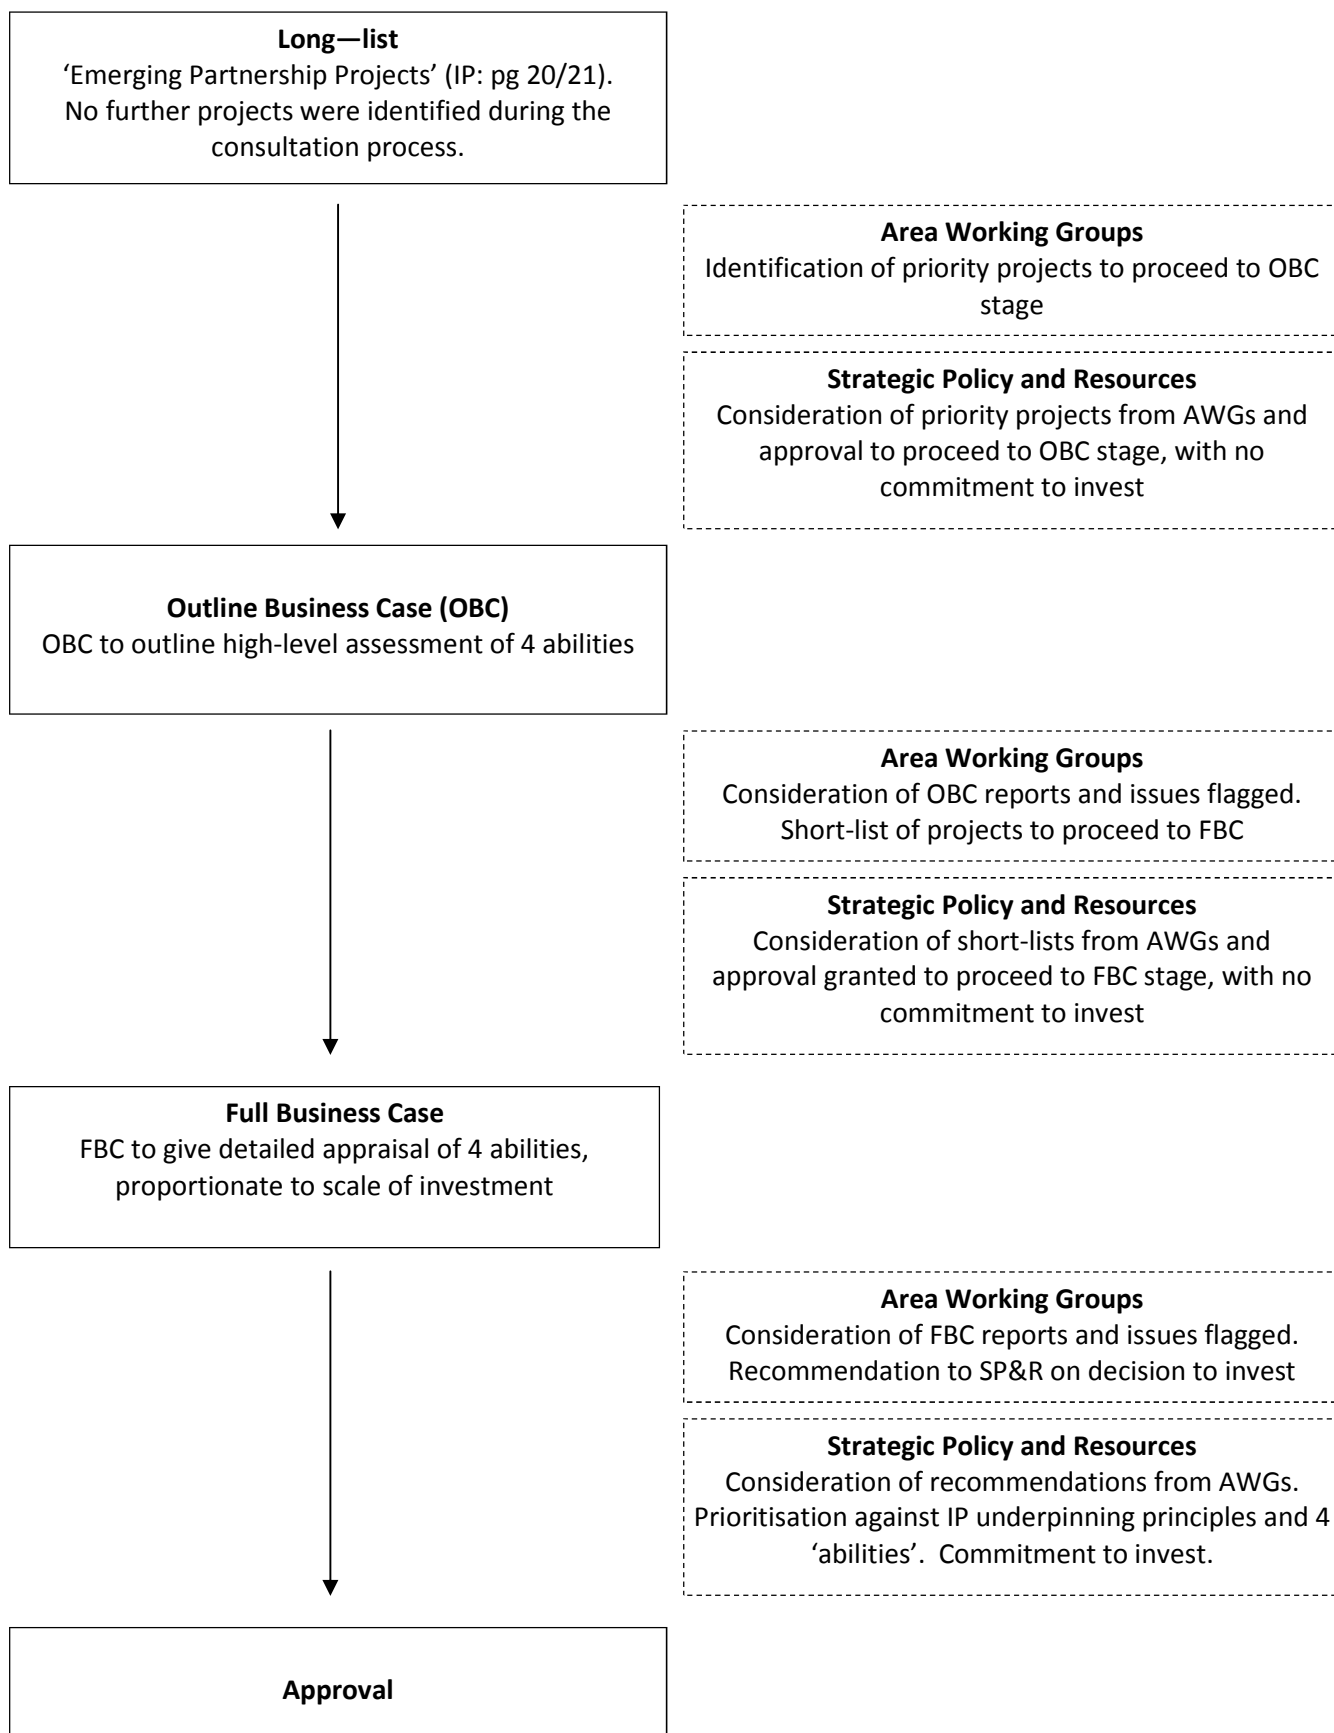 Long—list
‘Emerging Partnership Projects’ (IP: pg 20/21).
No further projects were identified during the
consultation process.
Area Working Groups
Identification of priority projects to proceed to OBC
stage
Strategic Policy and Resources
Consideration of priority projects from AWGs and
approval to proceed to OBC stage, with no
commitment to invest
Outline Business Case (OBC)
OBC to outline high-level assessment of 4 abilities
Area Working Groups
Consideration of OBC reports and issues flagged.
Short-list of projects to proceed to FBC
Strategic Policy and Resources
Consideration of short-lists from AWGs and
approval granted to proceed to FBC stage, with no
commitment to invest
Full Business Case
FBC to give detailed appraisal of 4 abilities,
proportionate to scale of investment
Area Working Groups
Consideration of FBC reports and issues flagged.
Recommendation to SP&R on decision to invest
Strategic Policy and Resources
Consideration of recommendations from AWGs.
Prioritisation against IP underpinning principles and 4
‘abilities’.  Commitment to invest.
Approval